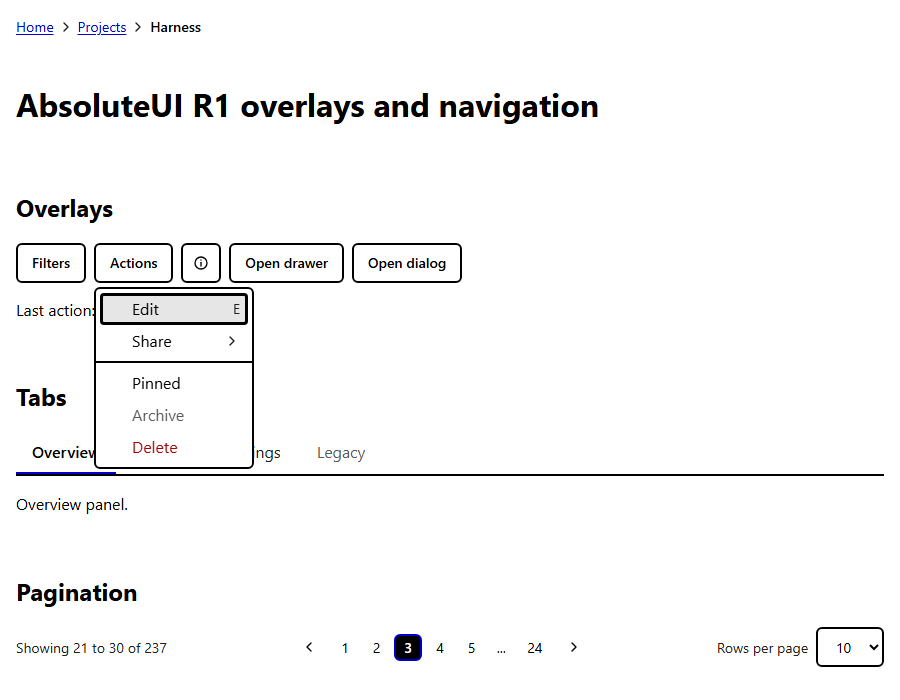 Home > Projects > Harness
AbsoluteUI R1 overlays and navigation
Overlays
Filters Actions Open drawer Open dialog
Last action:
Edit E
Share
Pinned
Archive
Delete
Tabs
Overview Legacy
Overview panel.
Pagination
Showing 21 to 30 of 237 1 2 3 4 5 ... 24 Rows per page 10